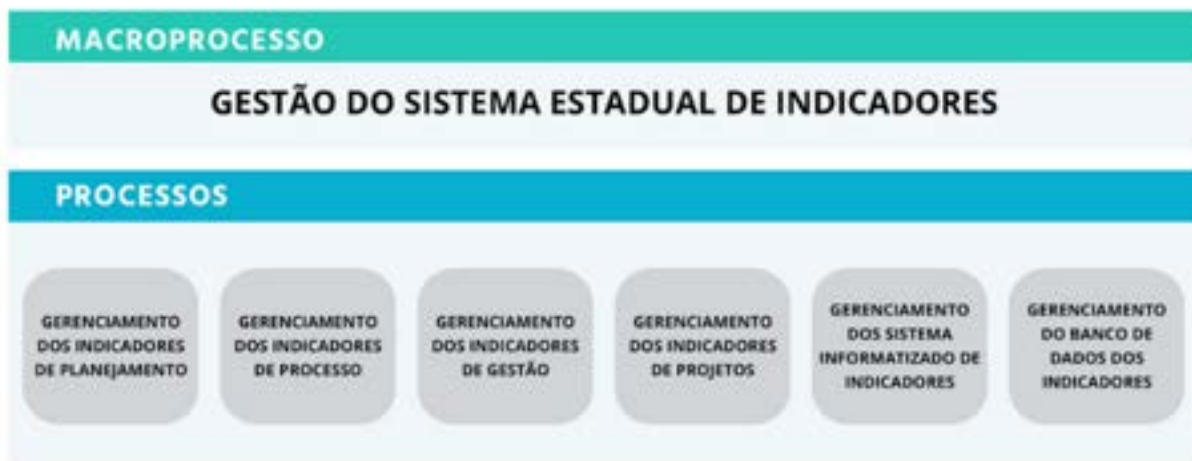 MACROPROCESSO
GESTÃO DO SISTEMA ESTADUAL DE INDICADORES
PROCESSOS
GERENCIAMENTO
DOS INDICADORES
DE PLANEJAMENTO
GERENCIAMENTO
DOS INDICADORES
DE PROCESSO
GERENCIAMENTO
DOS INDICADORES
DE GESTÃO
GERENCIAMENTO
DOS INDICADORES
DE PROJETOS
GERENCIAMENTO
DOS SISTEMA
INFORMATIZADO DE
INDICADORES
GERENCIAMENTO
DO BANCO DE
DADOS DOS
INDICADORES